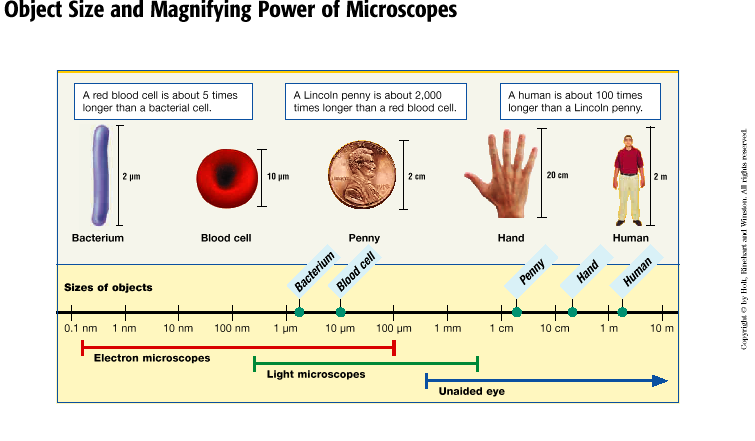 Object Size and Magnifying Power of Microscopes
A red blood cell is about 5 times
longer than a bacterial cell.
A Lincoln penny is about 2,000
times longer than a red blood cell.
A human is about 100 times
longer than a Lincoln penny.
2 µm
10 µm
2 cm
20 cm
2 m
Bacterium
Blood cell
Penny
Hand
Human
Sizes of objects
Bacterium
Blood cell
Penny
Hand
Human
0.1 nm 1 nm 10 nm 100 nm 1 µm 10 µm 100 µm 1 mm 1 cm 10 cm 1 m 10 m
Electron microscopes
Light microscopes
Unaided eye
Copyright © by Holt, Rinehart and Winston. All rights reserved.